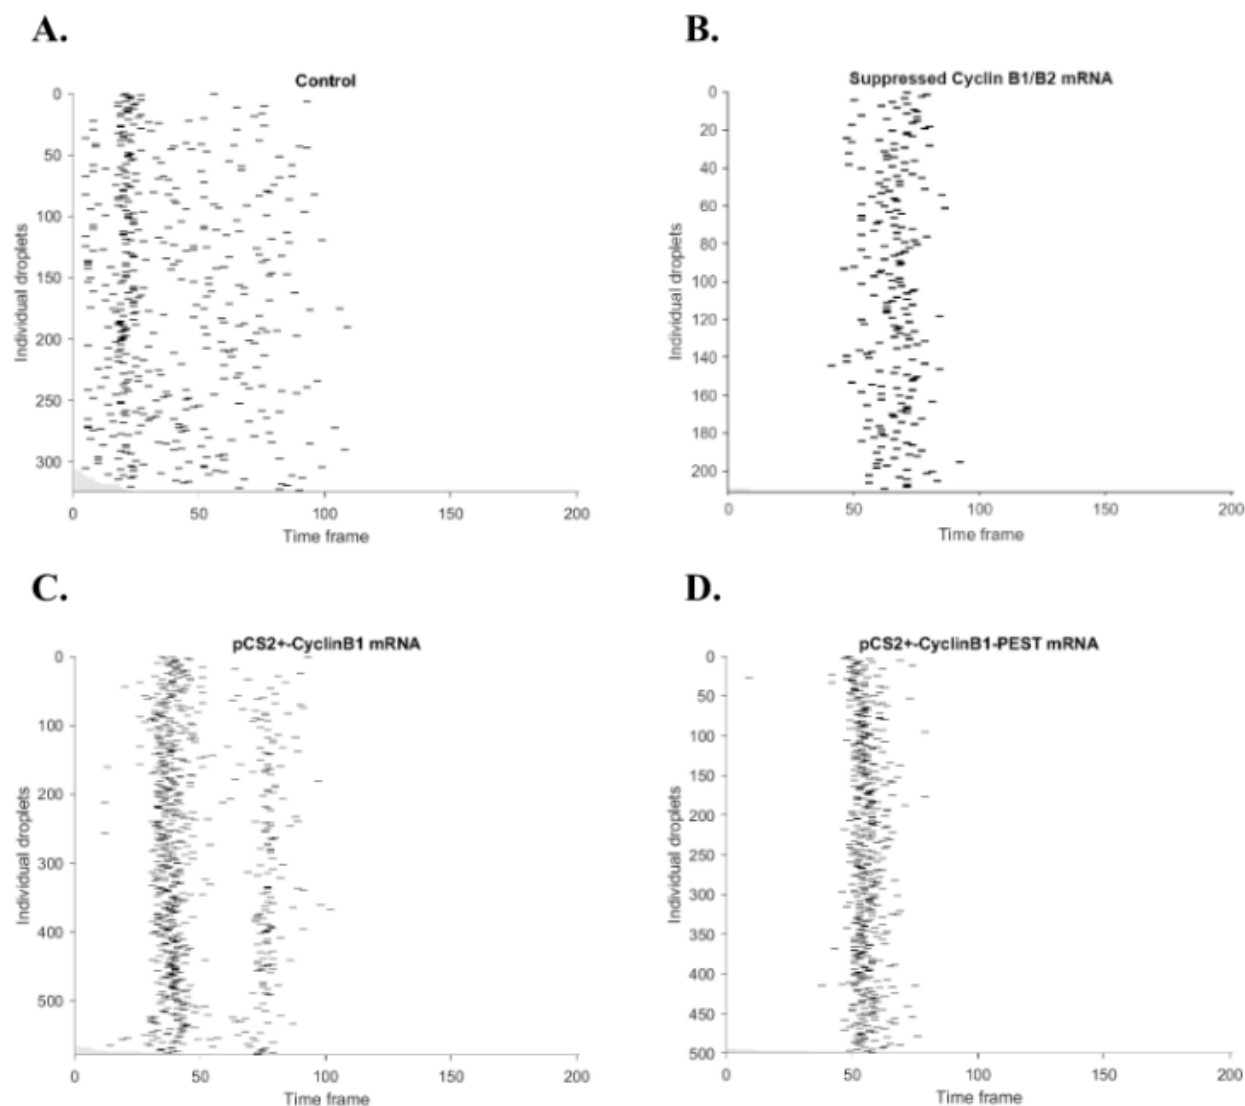 A.
Control
0
50
100
150
200
250
300
Individual droplets
0 50 100 150 200
Time frame
B.
Suppressed Cyclin B1/B2 mRNA
0
20
40
60
80
100
120
140
160
180
200
Individual droplets
0 50 100 150 200
Time frame
C.
pCS2+-CyclinB1 mRNA
0
100
200
300
400
500
Individual droplets
0 50 100 150 200
Time frame
D.
pCS2+-CyclinB1-PEST mRNA
0
50
100
150
200
250
300
350
400
450
500
Individual droplets
0 50 100 150 200
Time frame